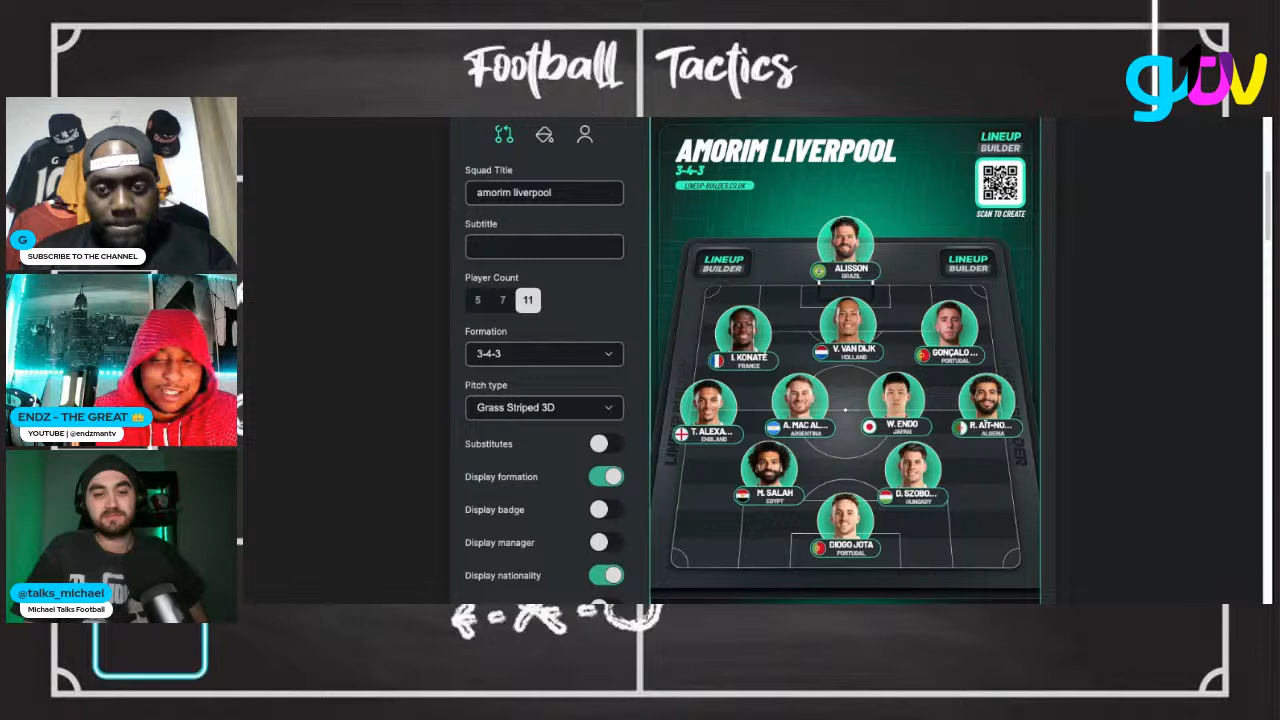 Football Tactics
g1tv
G
SUBSCRIBE TO THE CHANNEL
ENDZ - THE GREAT 👑
YOUTUBE | @endzmantv
@talks_michael
Michael Talks Football
Squad Title
amorim liverpool
Subtitle
Player Count
5 7 11
Formation
3-4-3
Pitch type
Grass Striped 3D
Substitutes
Display formation
Display badge
Display manager
Display nationality
AMORIM LIVERPOOL
3-4-3
LINEUP-BUILDER.CO.UK
LINEUP
BUILDER
SCAN TO CREATE
LINEUP
BUILDER
LINEUP
BUILDER
ALISSON
BRAZIL
I. KONATÉ
FRANCE
V. VAN DIJK
HOLLAND
GONÇALO ...
PORTUGAL
T. ALEXA...
ENGLAND
A. MAC AL...
ARGENTINA
W. ENDO
JAPAN
R. AÏT-NO...
ALGERIA
M. SALAH
EGYPT
D. SZOBO...
HUNGARY
DIOGO JOTA
PORTUGAL